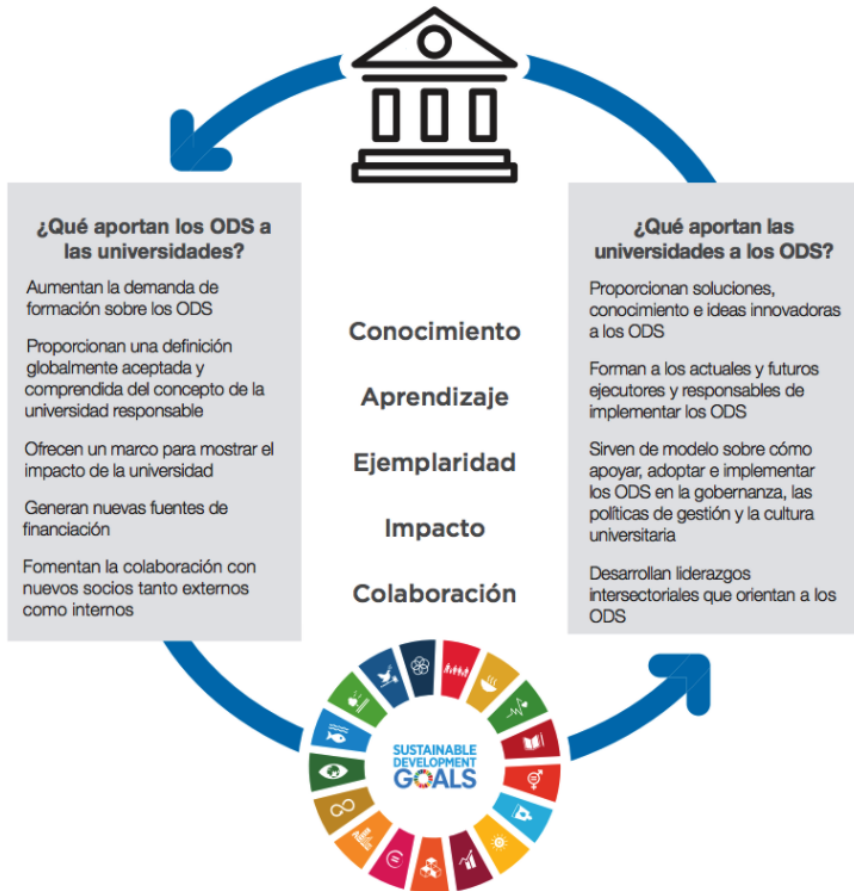 ¿Qué aportan los ODS a
las universidades?
Aumentan la demanda de
formación sobre los ODS
Proporcionan una definición
globalmente aceptada y
comprendida del concepto de la
universidad responsable
Ofrecen un marco para mostrar el
impacto de la universidad
Generan nuevas fuentes de
financiación
Fomentan la colaboración con
nuevos socios tanto externos
como internos
Conocimiento
Aprendizaje
Ejemplaridad
Impacto
Colaboración
¿Qué aportan las
universidades a los ODS?
Proporcionan soluciones,
conocimiento e ideas innovadoras
a los ODS
Forman a los actuales y futuros
ejecutores y responsables de
implementar los ODS
Sirven de modelo sobre cómo
apoyar, adoptar e implementar
los ODS en la gobernanza, las
políticas de gestión y la cultura
universitaria
Desarrollan liderazgos
intersectoriales que orientan a los
ODS
SUSTAINABLE
DEVELOPMENT
GOALS